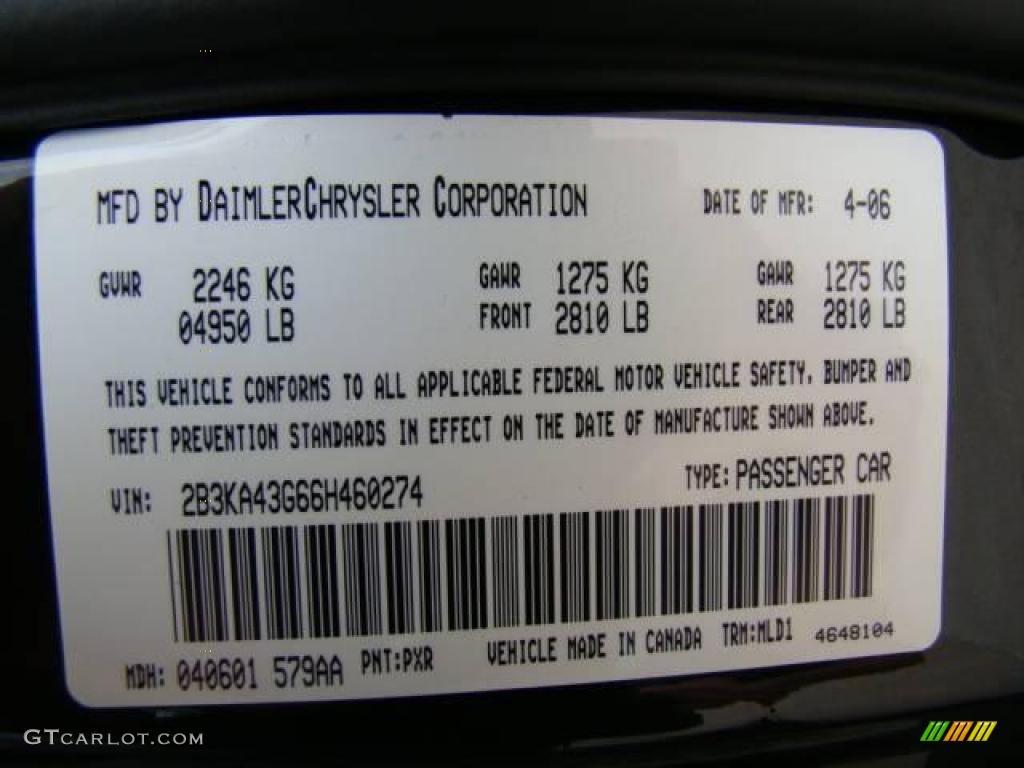 MFD BY DAIMLERCHRYSLER CORPORATION DATE OF MFR: 4-06
GVWR 2246 KG GAWR 1275 KG GAWR 1275 KG
04950 LB FRONT 2810 LB REAR 2810 LB
THIS VEHICLE CONFORMS TO ALL APPLICABLE FEDERAL MOTOR VEHICLE SAFETY, BUMPER AND
THEFT PREVENTION STANDARDS IN EFFECT ON THE DATE OF MANUFACTURE SHOWN ABOVE.
VIN: 2B3KA43G66H460274 TYPE: PASSENGER CAR
MDH: 040601 579AA PNT:PXR VEHICLE MADE IN CANADA TRM:MLD1 4648104
GTCARLOT.COM